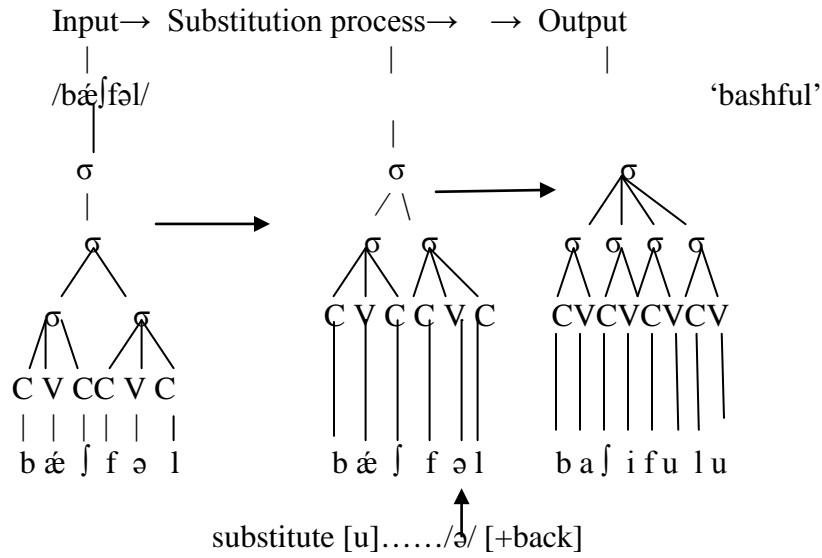 Input→ Substitution process→ → Output
/bǽʃfəl/ 'bashful'
σ σ σ
σ σ σ σ σ σ σ
σ σ C V C C V C CVCVCVCV
C V CC V C
b ǽ ʃ f ə l b ǽ ʃ f ə l b a ʃ i f u l u
substitute [u]……/ə/ [+back]